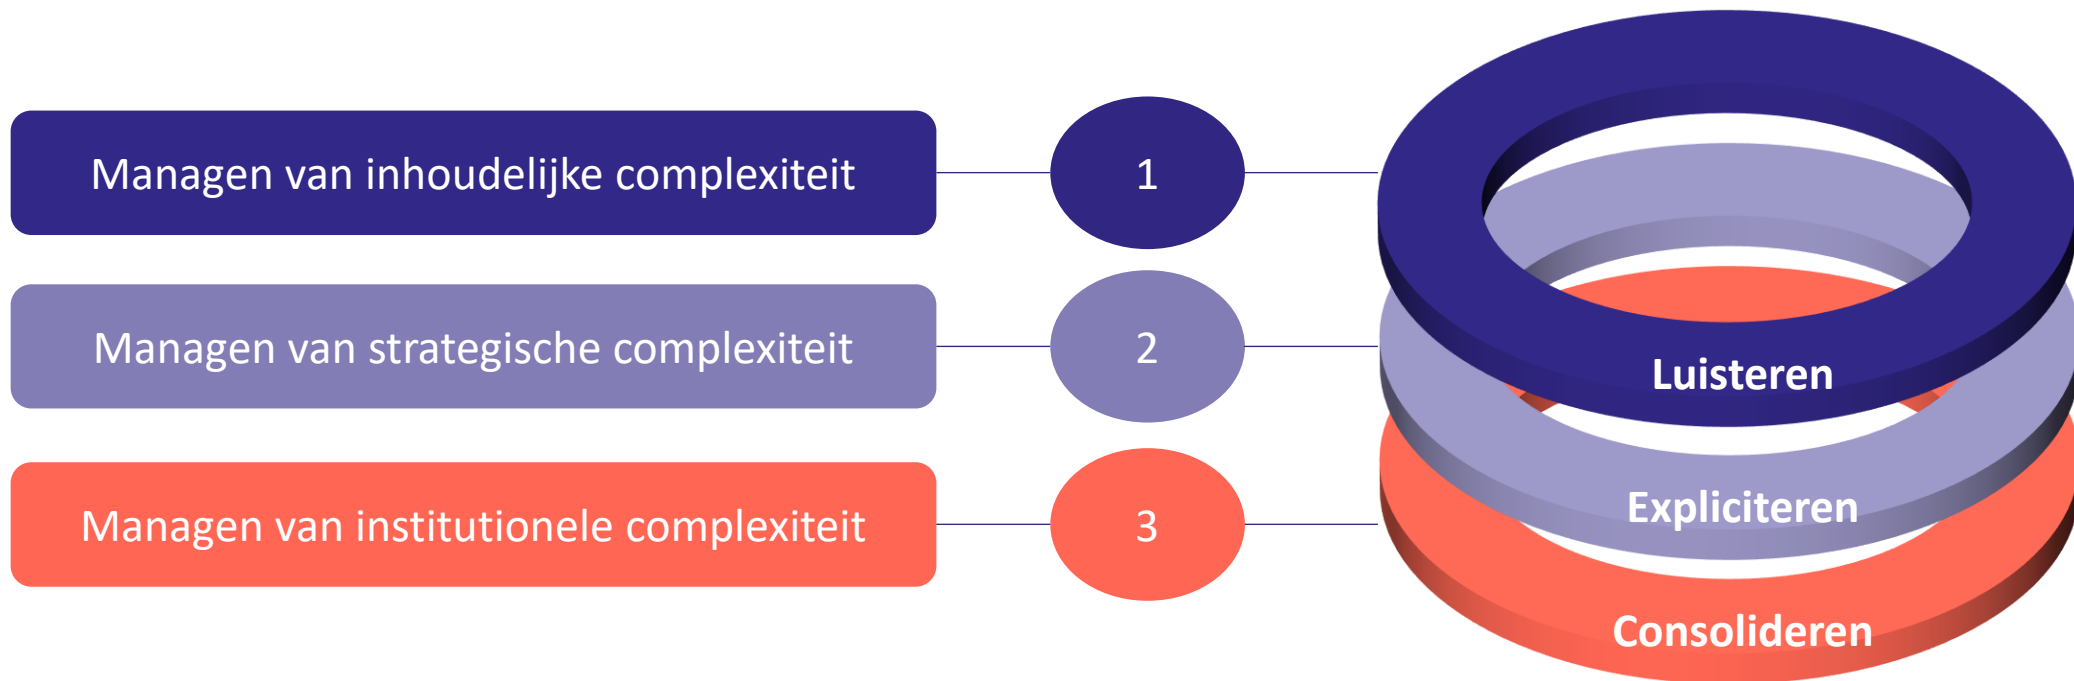 Managen van inhoudelijke complexiteit
1
Luisteren
Managen van strategische complexiteit
2
Expliciteren
Managen van institutionele complexiteit
3
Consolideren